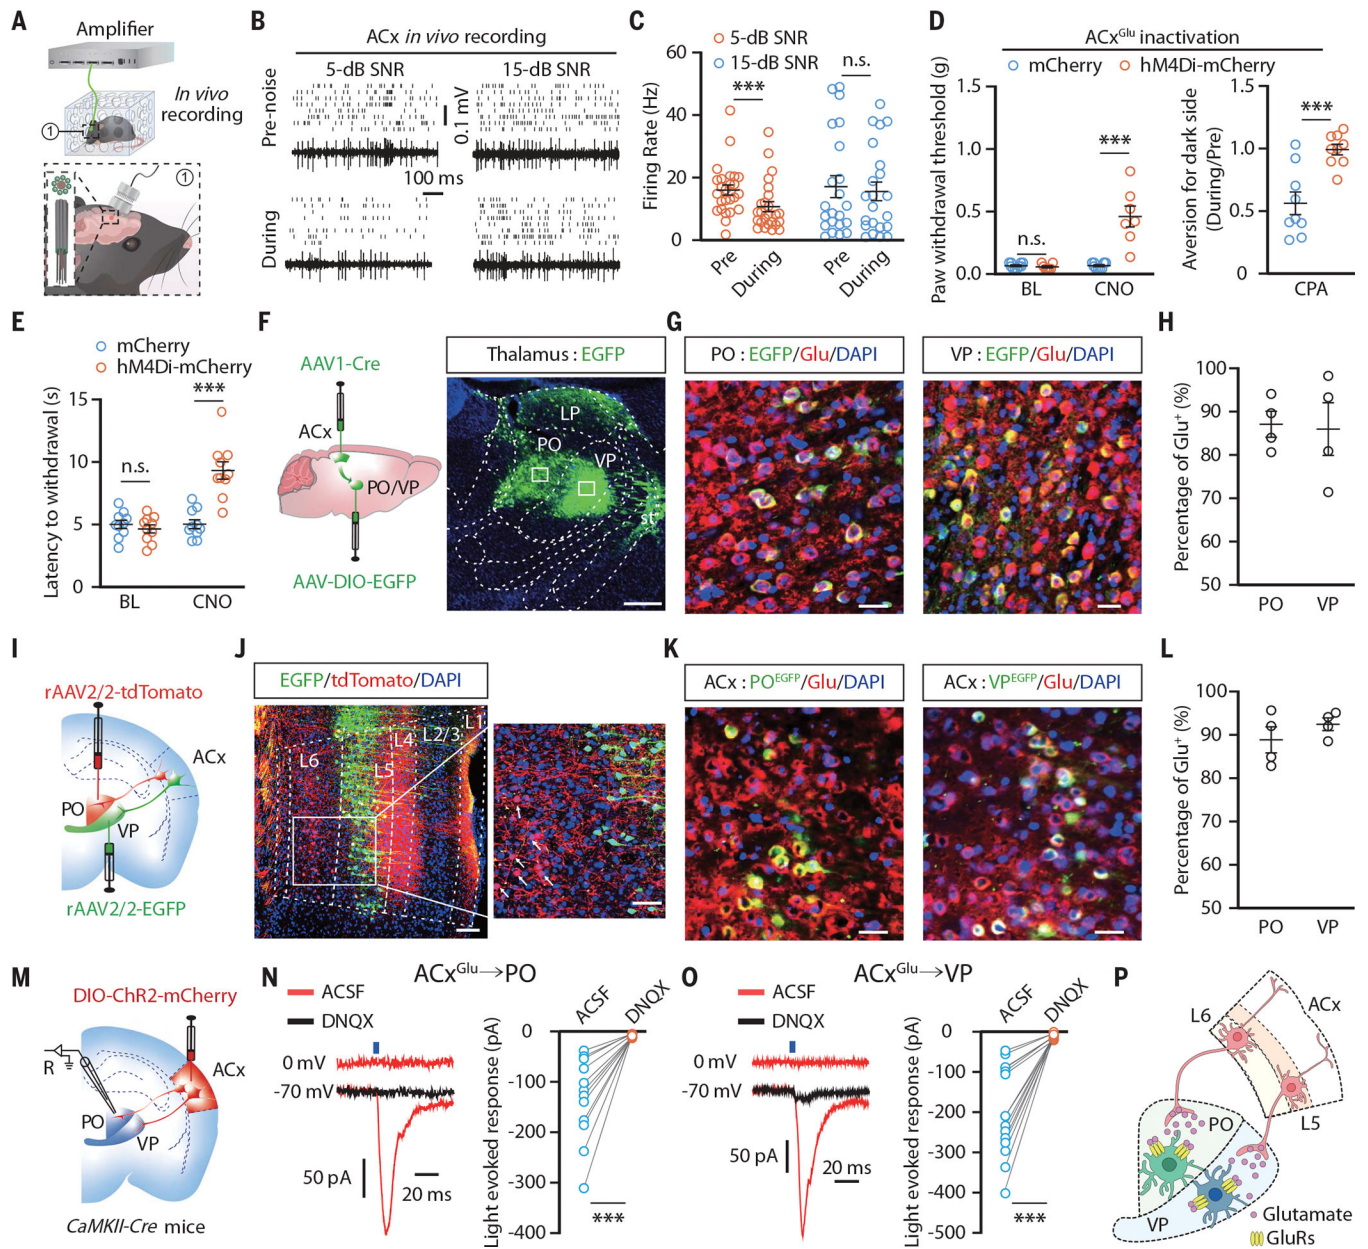 A
Amplifier
In vivo
recording
1
1
B
ACx in vivo recording
5-dB SNR
15-dB SNR
Pre-noise
0.1 mV
100 ms
During
C
5-dB SNR
15-dB SNR
n.s.
***
Firing Rate (Hz)
60
40
20
0
Pre
During
Pre
During
D
ACxGlu inactivation
mCherry
hM4Di-mCherry
Paw withdrawal threshold (g)
1.5
1.0
0.5
0.0
n.s.
***
BL
CNO
Aversion for dark side
(During/Pre)
1.5
1.0
0.5
0
***
CPA
E
mCherry
hM4Di-mCherry
Latency to withdrawal (s)
15
10
5
0
n.s.
***
BL
CNO
F
AAV1-Cre
ACx
PO/VP
AAV-DIO-EGFP
Thalamus : EGFP
LP
PO
VP
st
G
PO : EGFP/Glu/DAPI
VP : EGFP/Glu/DAPI
H
Percentage of Glu+ (%)
100
90
80
70
60
50
PO
VP
I
rAAV2/2-tdTomato
ACx
PO
VP
rAAV2/2-EGFP
J
EGFP/tdTomato/DAPI
L1
L2/3
L4
L5
L6
K
ACx : POEGFP/Glu/DAPI
ACx : VPEGFP/Glu/DAPI
L
Percentage of Glu+ (%)
100
90
80
70
60
50
PO
VP
M
DIO-ChR2-mCherry
R
ACx
PO
VP
CaMKII-Cre mice
N
ACxGlu→PO
ACSF
DNQX
0 mV
-70 mV
50 pA
20 ms
ACSF
DNQX
Light evoked response (pA)
0
-100
-200
-300
-400
***
O
ACxGlu→VP
ACSF
DNQX
0 mV
-70 mV
50 pA
20 ms
ACSF
DNQX
Light evoked response (pA)
0
-100
-200
-300
-400
-500
***
P
L6
ACx
L5
PO
VP
Glutamate
GluRs